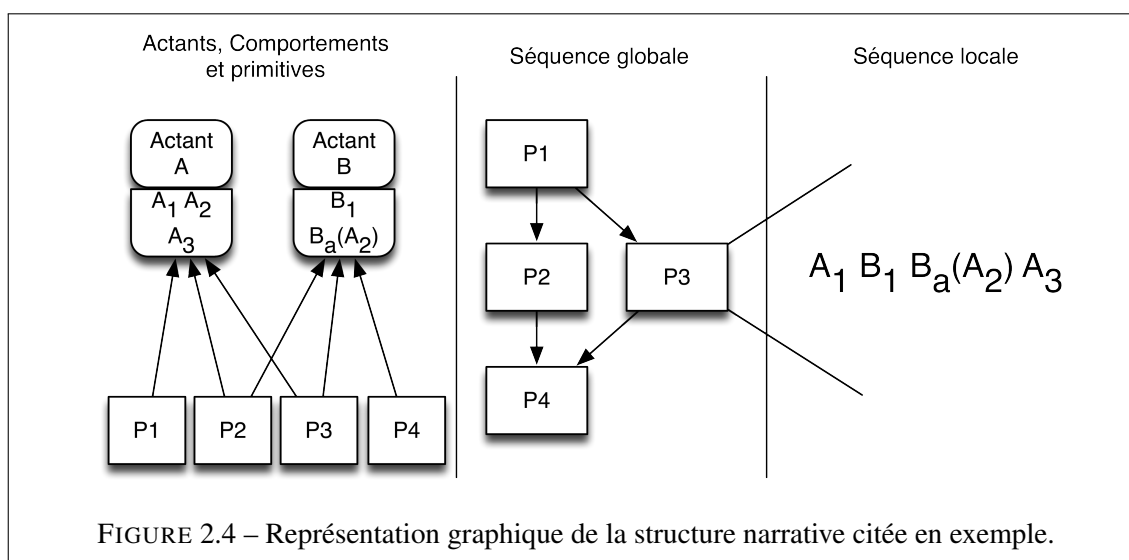 Actants, Comportements
et primitives
Actant
A
A1 A2
A3
Actant
B
B1
Ba(A2)
P1
P2
P3
P4
Séquence globale
P1
P2
P3
P4
Séquence locale
A1 B1 Ba(A2) A3
FIGURE 2.4 – Représentation graphique de la structure narrative citée en exemple.